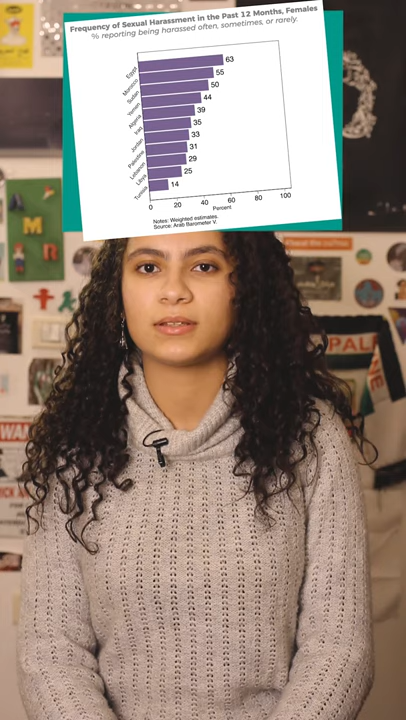 Frequency of Sexual Harassment in the Past 12 Months, Females
% reporting being harassed often, sometimes, or rarely.
Egypt 63
Morocco 55
Sudan 50
Yemen 44
Algeria 39
Iraq 35
Jordan 33
Palestine 31
Lebanon 29
Libya 25
Tunisia 14
0 20 40 60 80 100
Percent
Notes: Weighted estimates.
Source: Arab Barometer V.
M
R
PALE